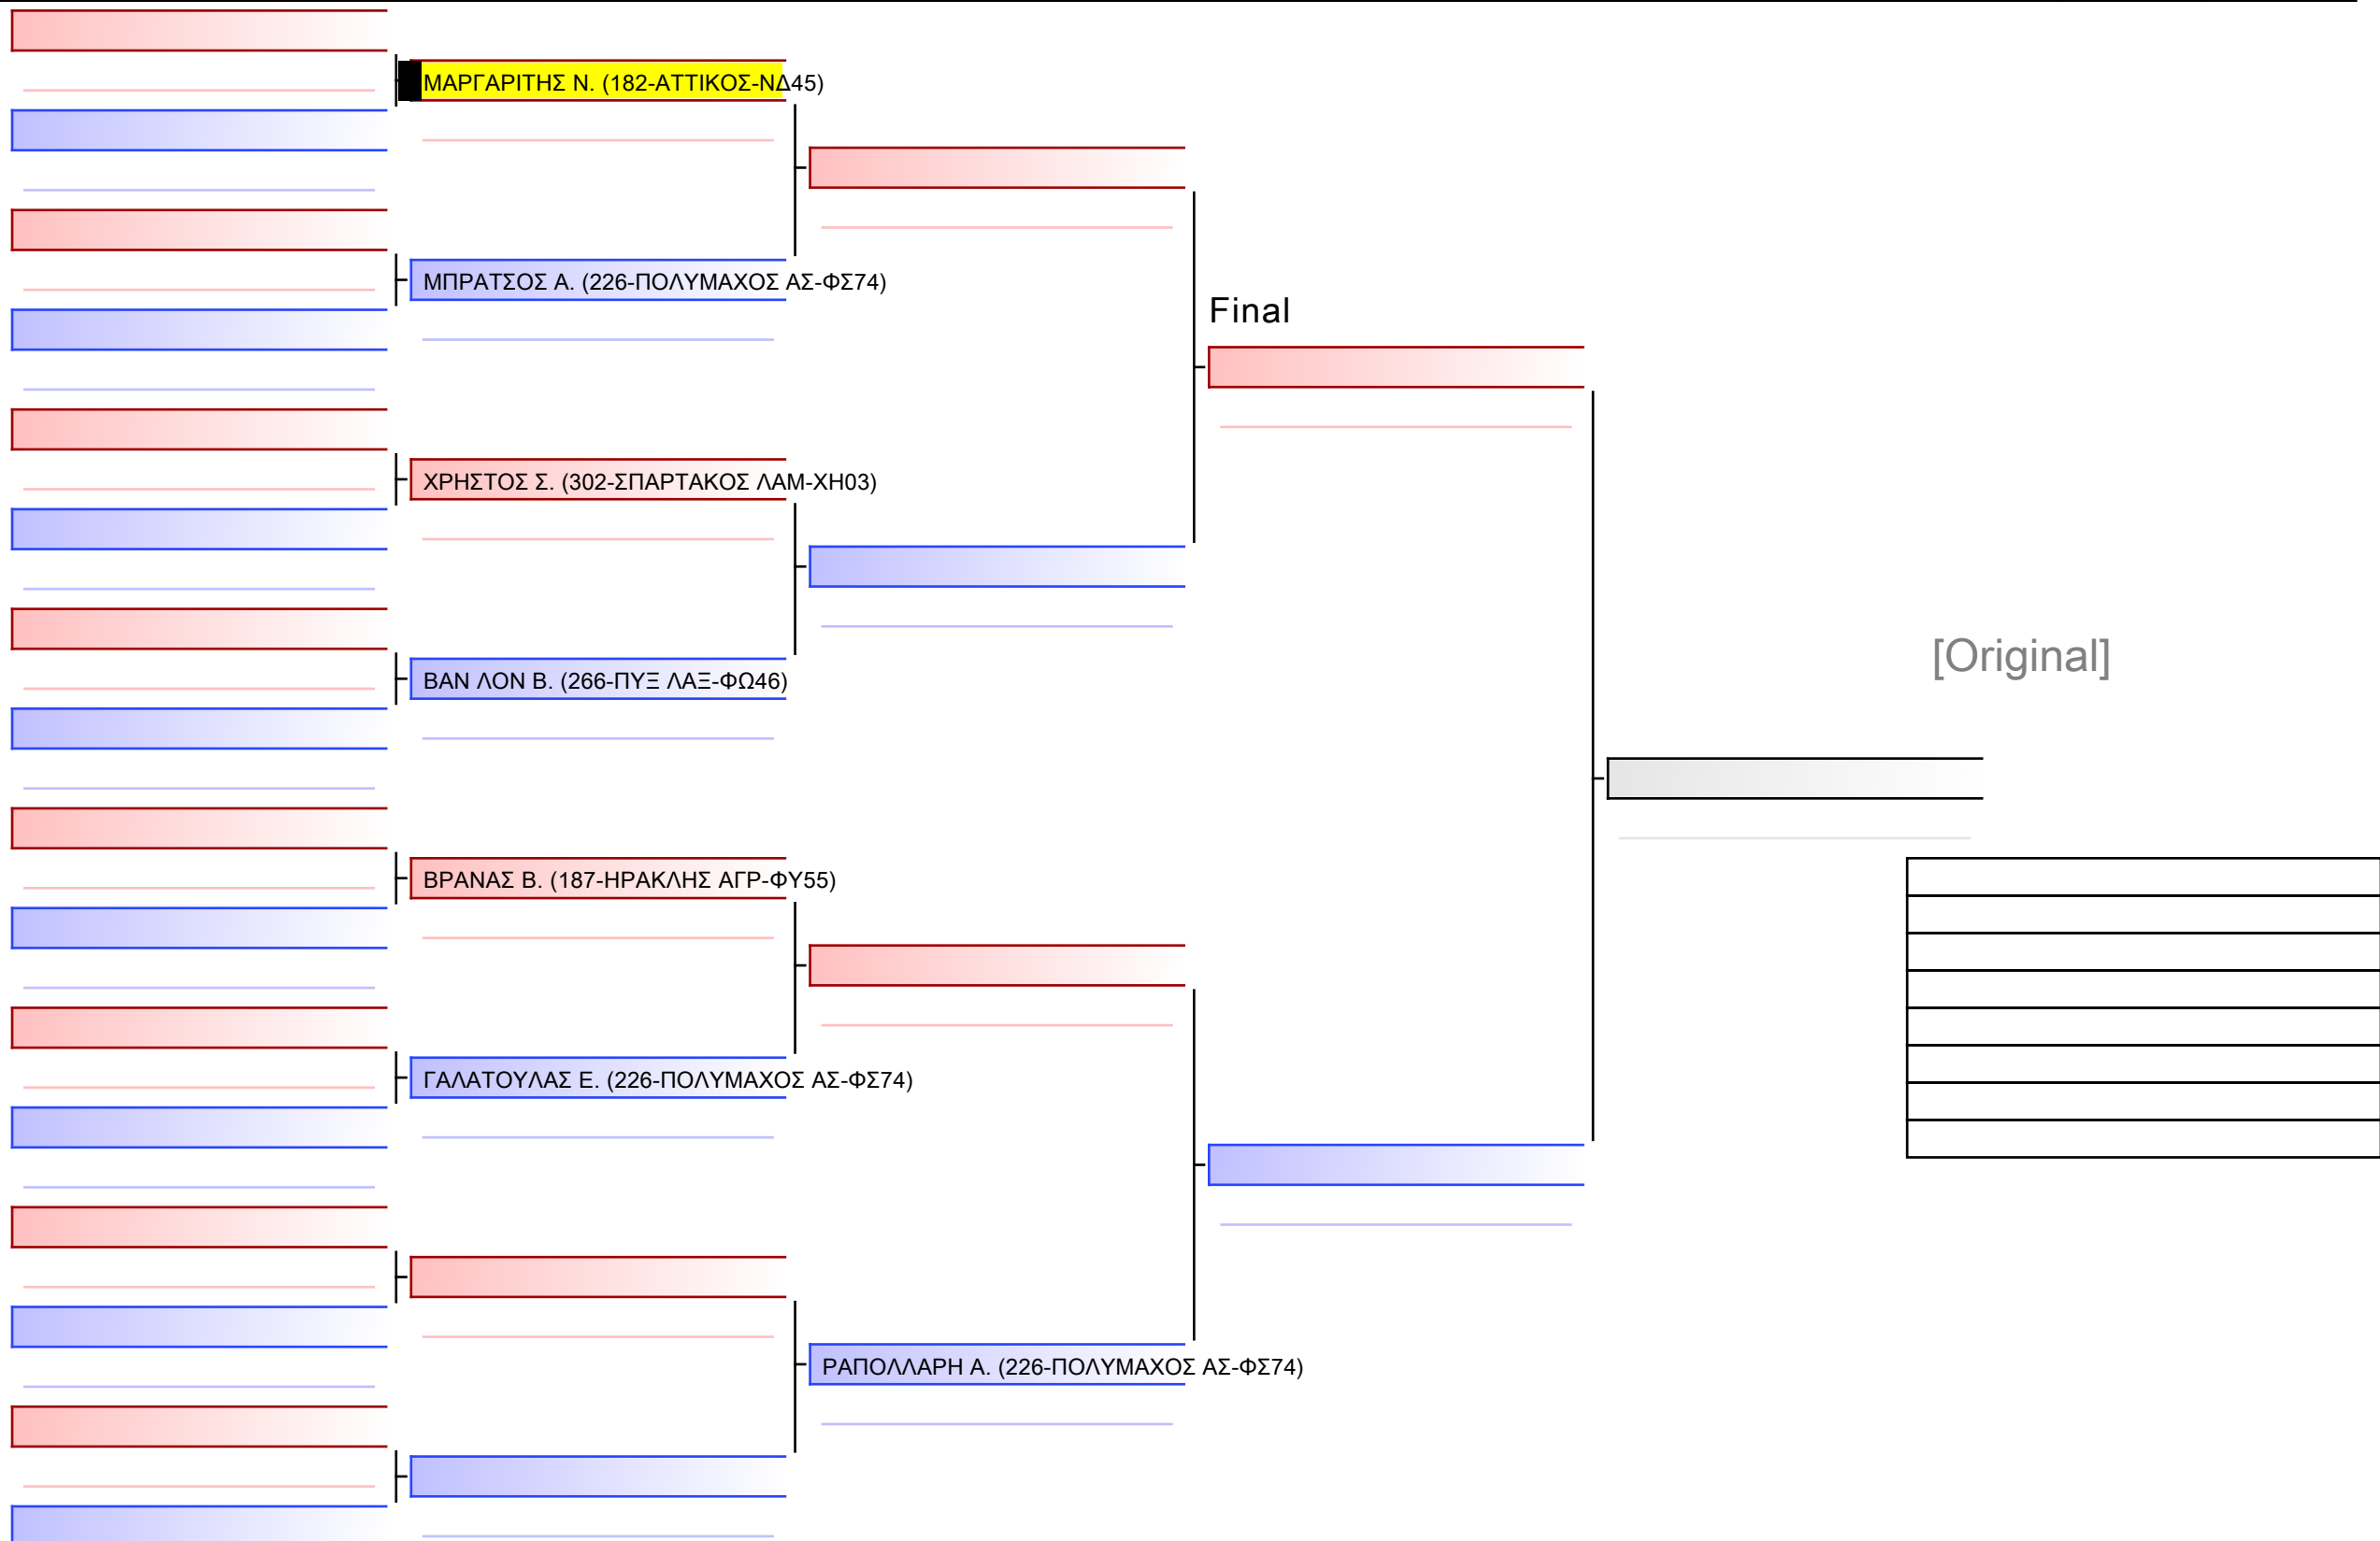 ΜΑΡΓΑΡΙΤΗΣ Ν. (182-ΑΤΤΙΚΟΣ-ΝΔ45)
ΜΠΡΑΤΣΟΣ Α. (226-ΠΟΛΥΜΑΧΟΣ ΑΣ-ΦΣ74)
Final
ΧΡΗΣΤΟΣ Σ. (302-ΣΠΑΡΤΑΚΟΣ ΛΑΜ-ΧΗ03)
[Original]
ΒΑΝ ΛΟΝ Β. (266-ΠΥΞ ΛΑΞ-ΦΩ46)
ΒΡΑΝΑΣ Β. (187-ΗΡΑΚΛΗΣ ΑΓΡ-ΦΥ55)
ΓΑΛΑΤΟΥΛΑΣ Ε. (226-ΠΟΛΥΜΑΧΟΣ ΑΣ-ΦΣ74)
ΡΑΠΟΛΛΑΡΗ Α. (226-ΠΟΛΥΜΑΧΟΣ ΑΣ-ΦΣ74)